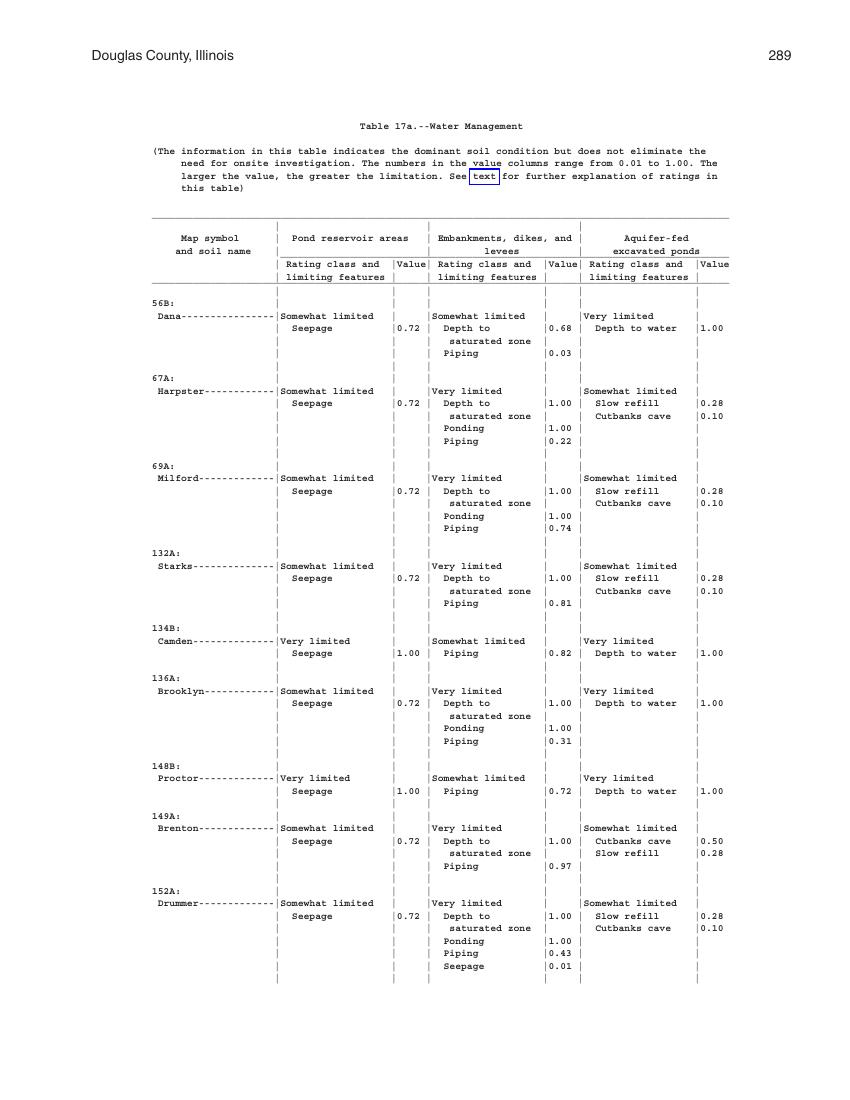 Douglas County, Illinois 289
Table 17a.--Water Management
(The information in this table indicates the dominant soil condition but does not eliminate the
need for onsite investigation. The numbers in the value columns range from 0.01 to 1.00. The
larger the value, the greater the limitation. See text for further explanation of ratings in
this table)
Map symbol | Pond reservoir areas | Embankments, dikes, and | Aquifer-fed
and soil name | | levees | excavated ponds
| Rating class and |Value| Rating class and |Value| Rating class and |Value
| limiting features | | limiting features | | limiting features |
56B:
Dana---------------|Somewhat limited | |Somewhat limited | |Very limited |
| Seepage |0.72 | Depth to |0.68 | Depth to water |1.00
| | | saturated zone | | |
| | | Piping |0.03 | |
67A:
Harpster------------|Somewhat limited | |Very limited | |Somewhat limited |
| Seepage |0.72 | Depth to |1.00 | Slow refill |0.28
| | | saturated zone | | Cutbanks cave |0.10
| | | Ponding |1.00 | |
| | | Piping |0.22 | |
69A:
Milford-------------|Somewhat limited | |Very limited | |Somewhat limited |
| Seepage |0.72 | Depth to |1.00 | Slow refill |0.28
| | | saturated zone | | Cutbanks cave |0.10
| | | Ponding |1.00 | |
| | | Piping |0.74 | |
132A:
Starks--------------|Somewhat limited | |Very limited | |Somewhat limited |
| Seepage |0.72 | Depth to |1.00 | Slow refill |0.28
| | | saturated zone | | Cutbanks cave |0.10
| | | Piping |0.81 | |
134B:
Camden--------------|Very limited | |Somewhat limited | |Very limited |
| Seepage |1.00 | Piping |0.82 | Depth to water |1.00
136A:
Brooklyn------------|Somewhat limited | |Very limited | |Very limited |
| Seepage |0.72 | Depth to |1.00 | Depth to water |1.00
| | | saturated zone | | |
| | | Ponding |1.00 | |
| | | Piping |0.31 | |
148B:
Proctor-------------|Very limited | |Somewhat limited | |Very limited |
| Seepage |1.00 | Piping |0.72 | Depth to water |1.00
149A:
Brenton-------------|Somewhat limited | |Very limited | |Somewhat limited |
| Seepage |0.72 | Depth to |1.00 | Cutbanks cave |0.50
| | | saturated zone | | Slow refill |0.28
| | | Piping |0.97 | |
152A:
Drummer-------------|Somewhat limited | |Very limited | |Somewhat limited |
| Seepage |0.72 | Depth to |1.00 | Slow refill |0.28
| | | saturated zone | | Cutbanks cave |0.10
| | | Ponding |1.00 | |
| | | Piping |0.43 | |
| | | Seepage |0.01 | |